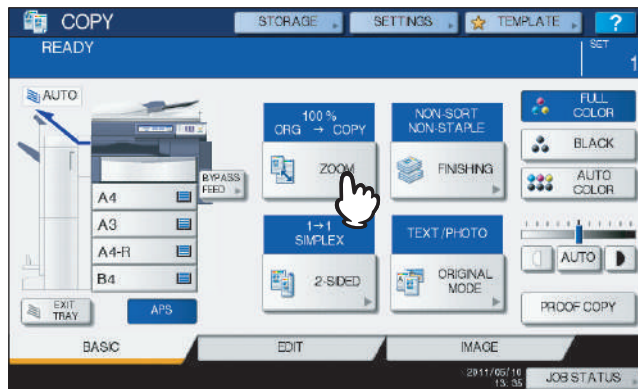 COPY
STORAGE
SETTINGS
TEMPLATE
?
READY
SET
1
AUTO
100 %
ORG → COPY
NON-SORT
NON-STAPLE
FULL
COLOR
ZOOM
FINISHING
BLACK
BYPASS
FEED
AUTO
COLOR
A4
A3
A4-R
B4
1→1
SIMPLEX
TEXT/PHOTO
2-SIDED
ORIGINAL
MODE
AUTO
EXIT
TRAY
APS
PROOF COPY
BASIC
EDIT
IMAGE
2011/05/10
13:35
JOB STATUS